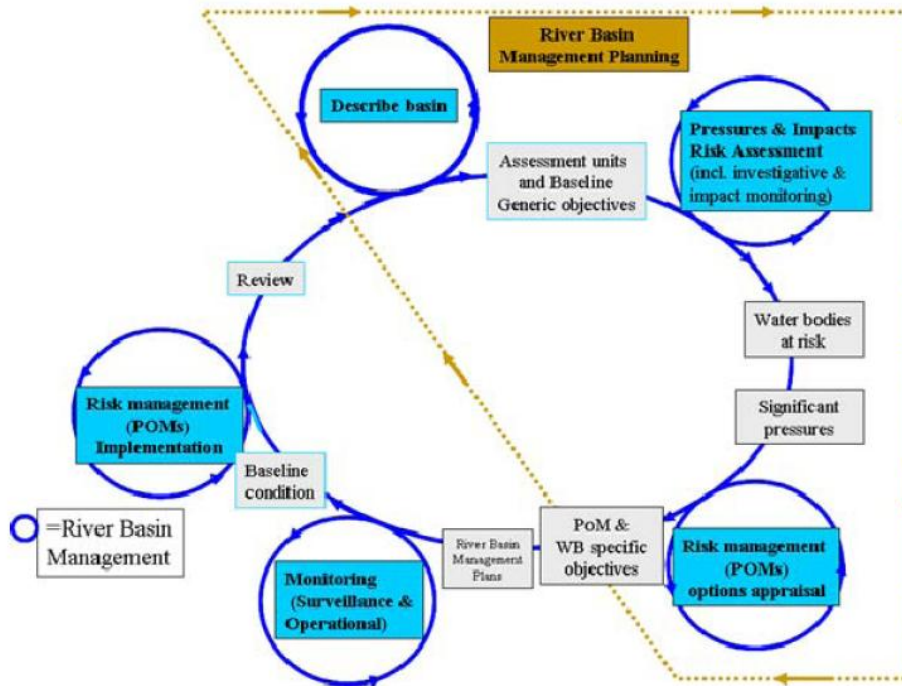 River Basin
Management Planning
Describe basin
Pressures & Impacts
Risk Assessment
(incl. investigative &
impact monitoring)
Assessment units
and Baseline
Generic objectives
Review
Water bodies
at risk
Significant
pressures
Risk management
(POMs)
Implementation
Baseline
condition
=River Basin
Management
River Basin
Management
Plans
PoM &
WB specific
objectives
Risk management
(POMs)
options appraisal
Monitoring
(Surveillance &
Operational)